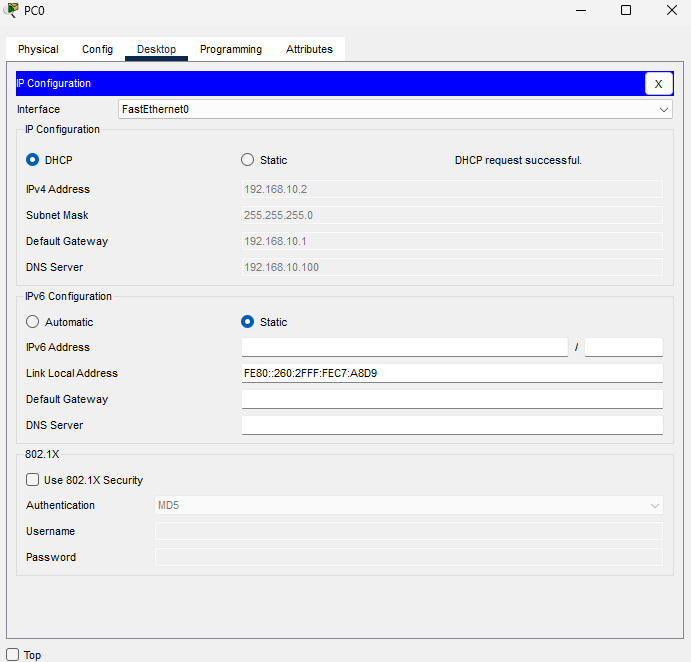 PC0
Physical Config Desktop Programming Attributes
IP Configuration X
Interface FastEthernet0
IP Configuration
DHCP Static DHCP request successful.
IPv4 Address 192.168.10.2
Subnet Mask 255.255.255.0
Default Gateway 192.168.10.1
DNS Server 192.168.10.100
IPv6 Configuration
Automatic Static
IPv6 Address /
Link Local Address FE80::260:2FFF:FEC7:A8D9
Default Gateway
DNS Server
802.1X
Use 802.1X Security
Authentication MD5
Username
Password
Top